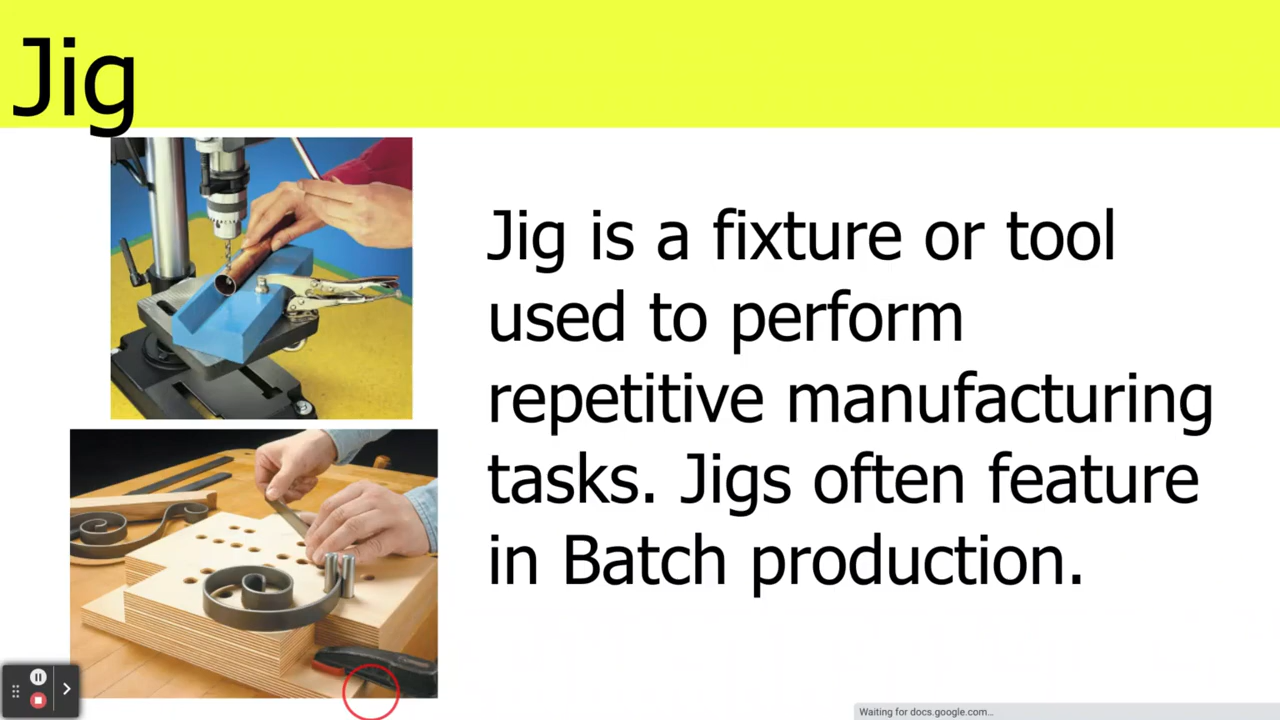 Jig
Jig is a fixture or tool
used to perform
repetitive manufacturing
tasks. Jigs often feature
in Batch production.
Waiting for docs.google.com...